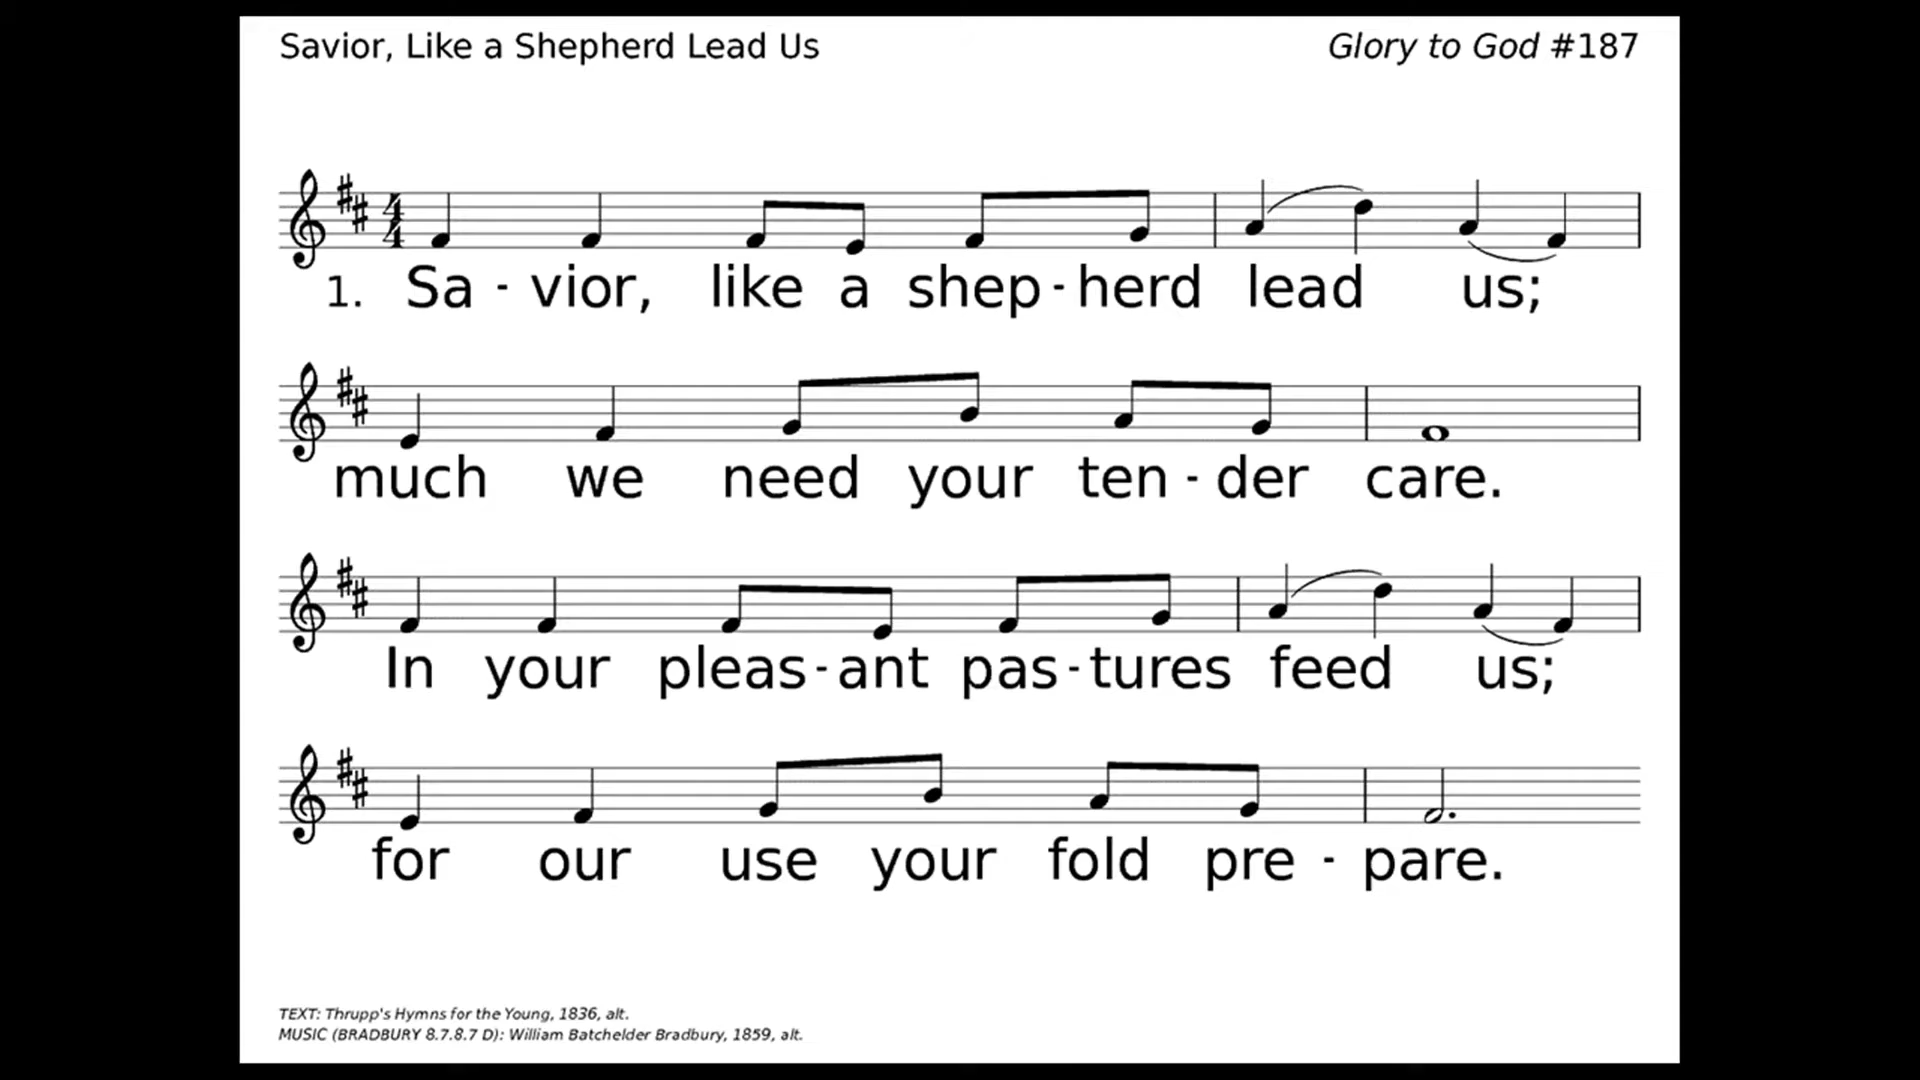 Savior, Like a Shepherd Lead Us
Glory to God #187
4
4
1. Sa - vior, like a shep - herd lead us;
much we need your ten - der care.
In your pleas - ant pas - tures feed us;
for our use your fold pre - pare.
TEXT: Thrupp's Hymns for the Young, 1836, alt.
MUSIC (BRADBURY 8.7.8.7 D): William Batchelder Bradbury, 1859, alt.